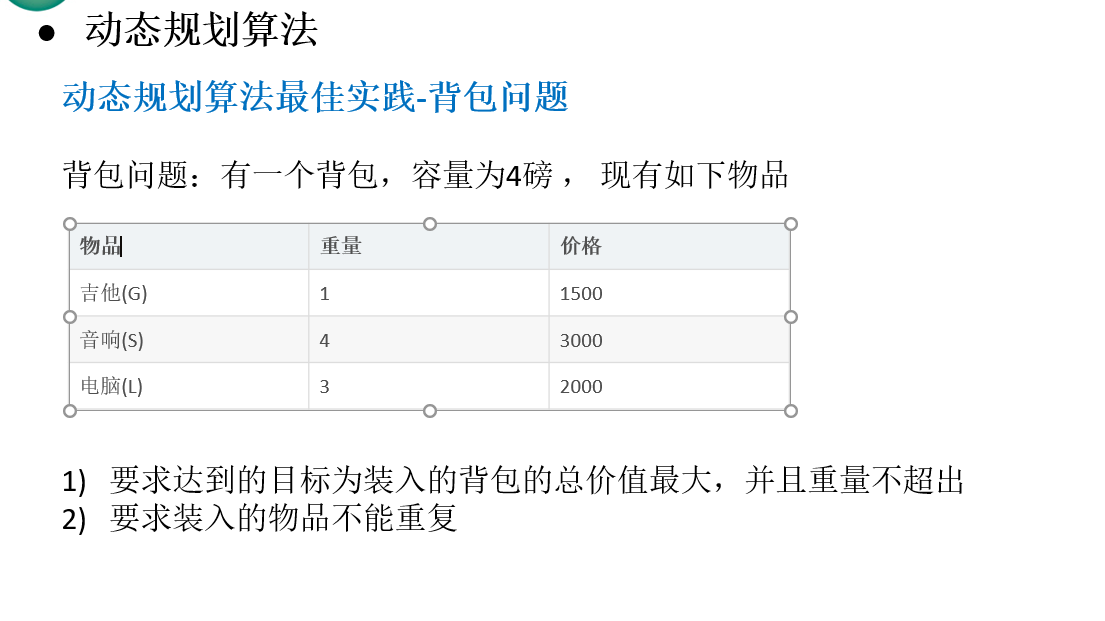 ● 动态规划算法
动态规划算法最佳实践-背包问题
背包问题：有一个背包，容量为4磅 ， 现有如下物品
物品 重量 价格
吉他(G) 1 1500
音响(S) 4 3000
电脑(L) 3 2000
1) 要求达到的目标为装入的背包的总价值最大，并且重量不超出
2) 要求装入的物品不能重复